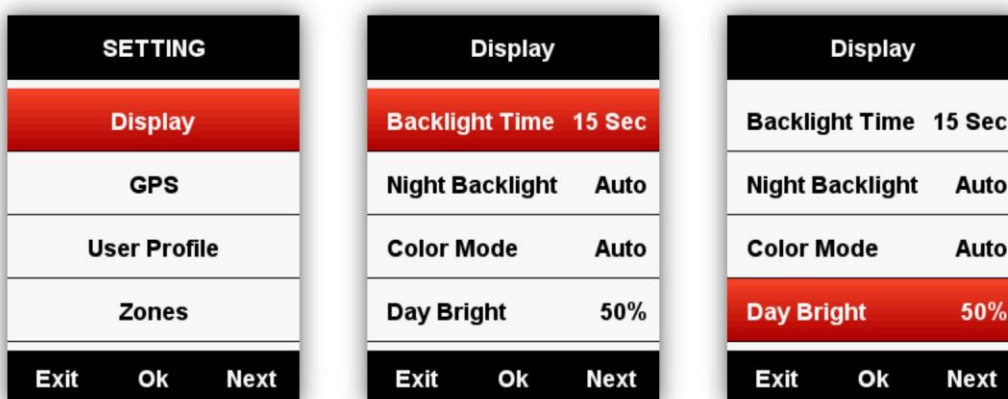 SETTING
Display
GPS
User Profile
Zones
Exit Ok Next
Display
Backlight Time 15 Sec
Night Backlight Auto
Color Mode Auto
Day Bright 50%
Exit Ok Next
Display
Backlight Time 15 Sec
Night Backlight Auto
Color Mode Auto
Day Bright 50%
Exit Ok Next